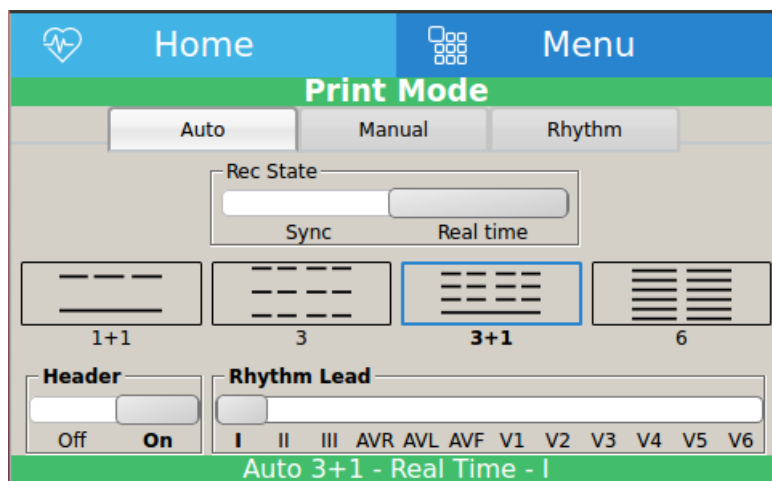 Home Menu
Print Mode
Auto Manual Rhythm
Rec State
Sync Real time
1+1 3 3+1 6
Header Rhythm Lead
Off On I II III AVR AVL AVF V1 V2 V3 V4 V5 V6
Auto 3+1 - Real Time - I